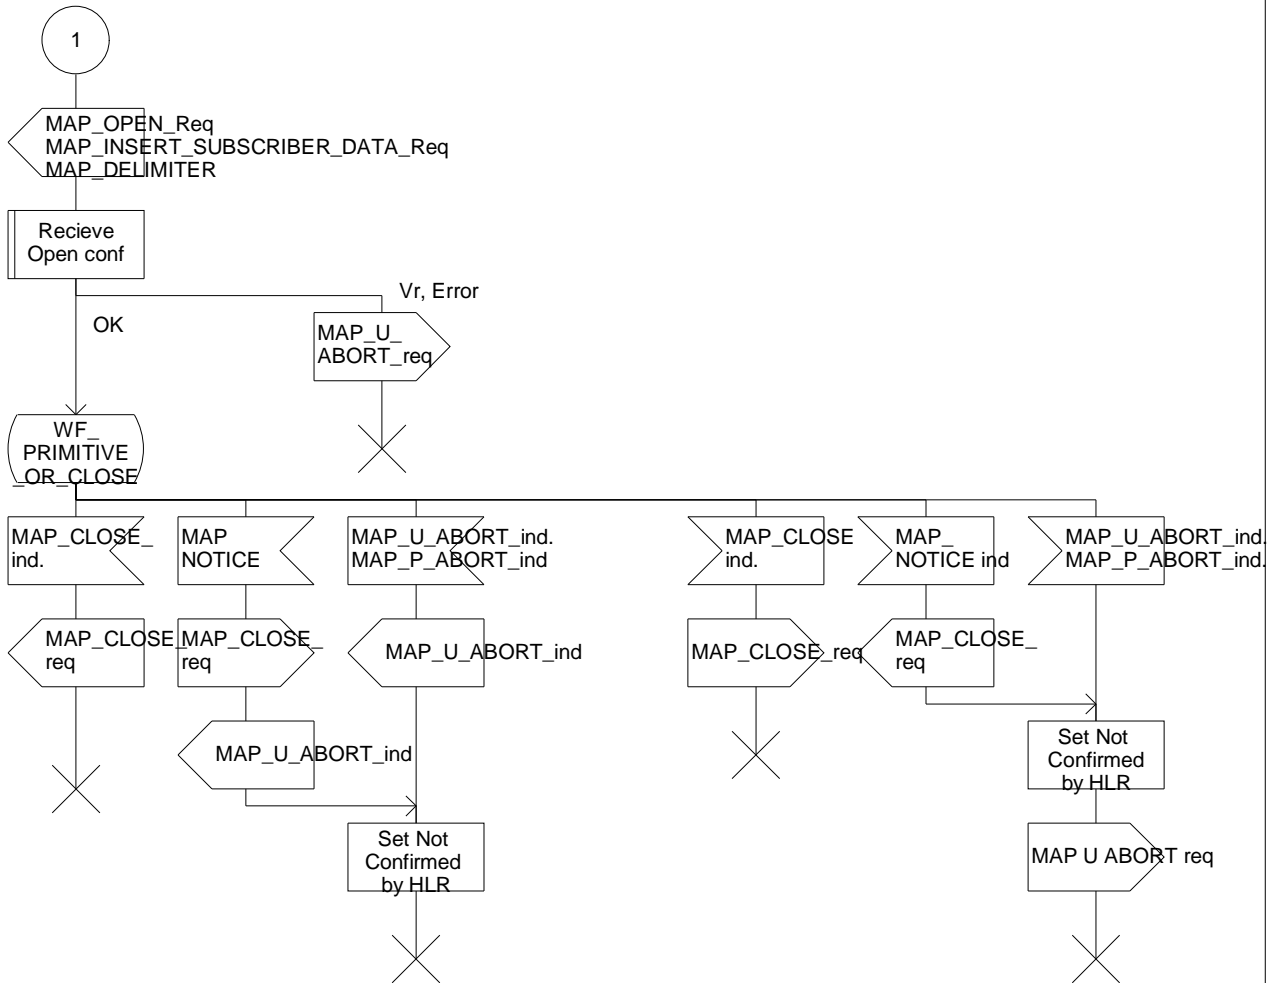 1
MAP_OPEN_Req
MAP_INSERT_SUBSCRIBER_DATA_Req
MAP_DELIMITER
Recieve
Open conf
Vr, Error
OK
MAP_U_
ABORT_req
WF_
PRIMITIVE
_OR_CLOSE
MAP_CLOSE_
ind.
MAP
NOTICE
MAP_U_ABORT_ind.
MAP_P_ABORT_ind
MAP_CLOSE
ind.
MAP_
NOTICE ind
MAP_U_ABORT_ind.
MAP_P_ABORT_ind.
MAP_CLOSE_
req
MAP_CLOSE_
req
MAP_U_ABORT_ind
MAP_CLOSE_req
MAP_CLOSE_
req
MAP_U_ABORT_ind
Set Not
Confirmed
by HLR
Set Not
Confirmed
by HLR
MAP U ABORT req